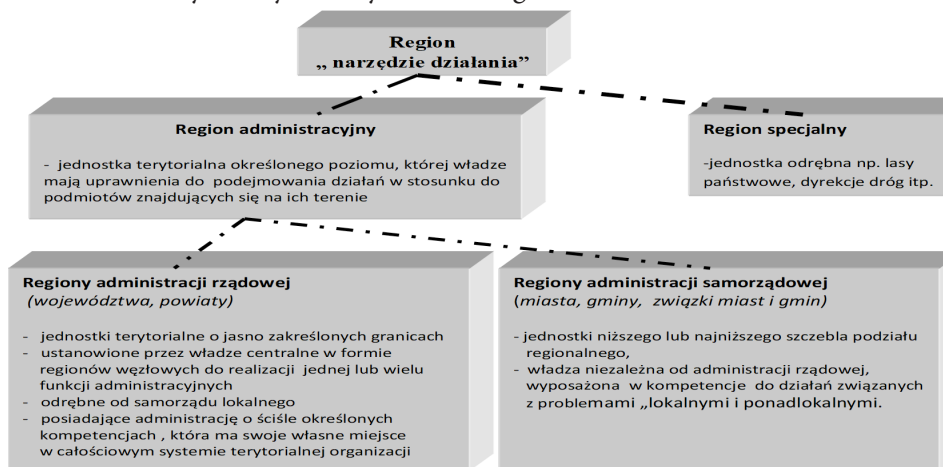 Region
„ narzędzie działania”
Region administracyjny
- jednostka terytorialna określonego poziomu, której władze
mają uprawnienia do podejmowania działań w stosunku do
podmiotów znajdujących się na ich terenie
Region specjalny
-jednostka odrębna np. lasy
państwowe, dyrekcje dróg itp.
Regiony administracji rządowej
(województwa, powiaty)
- jednostki terytorialne o jasno zakreślonych granicach
- ustanowione przez władze centralne w formie
regionów węzłowych do realizacji jednej lub wielu
funkcji administracyjnych
- odrębne od samorządu lokalnego
- posiadające administrację o ściśle określonych
kompetencjach , która ma swoje własne miejsce
w całościowym systemie terytorialnej organizacji
Regiony administracji samorządowej
(miasta, gminy, związki miast i gmin)
- jednostki niższego lub najniższego szczebla podziału
regionalnego,
- władza niezależna od administracji rządowej,
wyposażona w kompetencje do działań związanych
z problemami „lokalnymi i ponadlokalnymi.